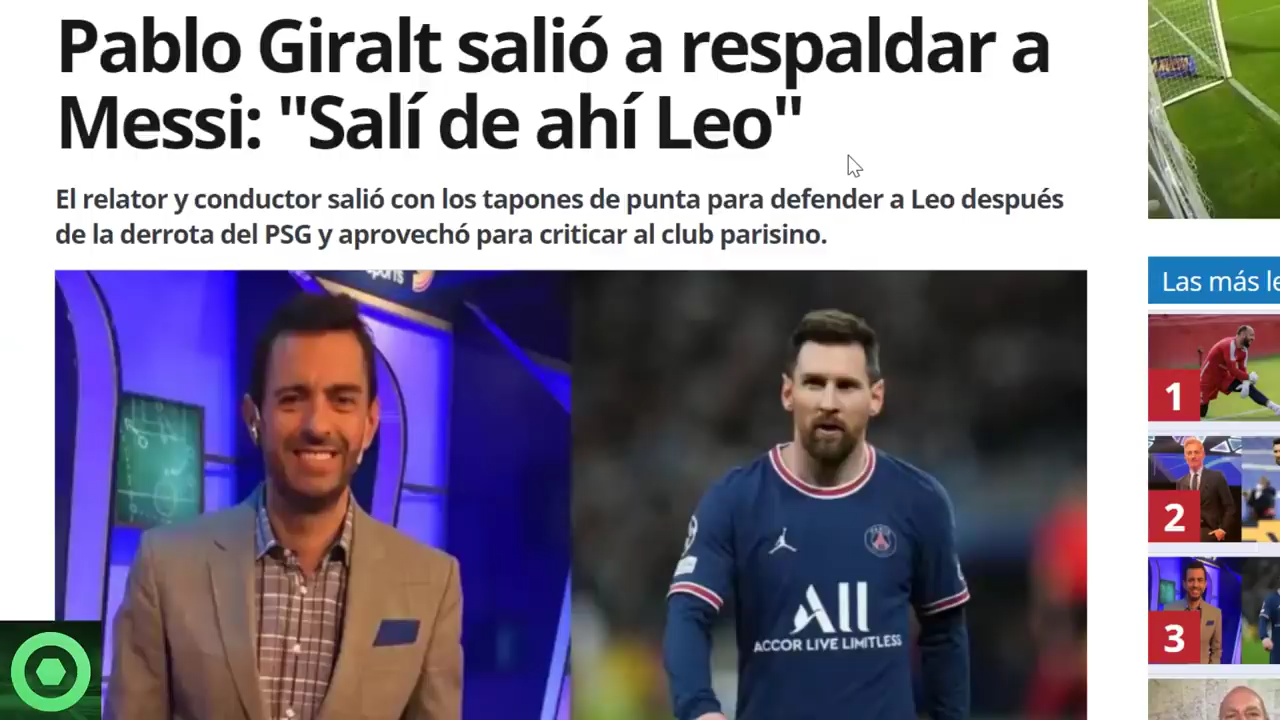 Pablo Giralt salió a respaldar a
Messi: "Salí de ahí Leo"
El relator y conductor salió con los tapones de punta para defender a Leo después
de la derrota del PSG y aprovechó para criticar al club parisino.
Las más le
1
2
3
PARIS
ALL
ACCOR LIVE LIMITLESS